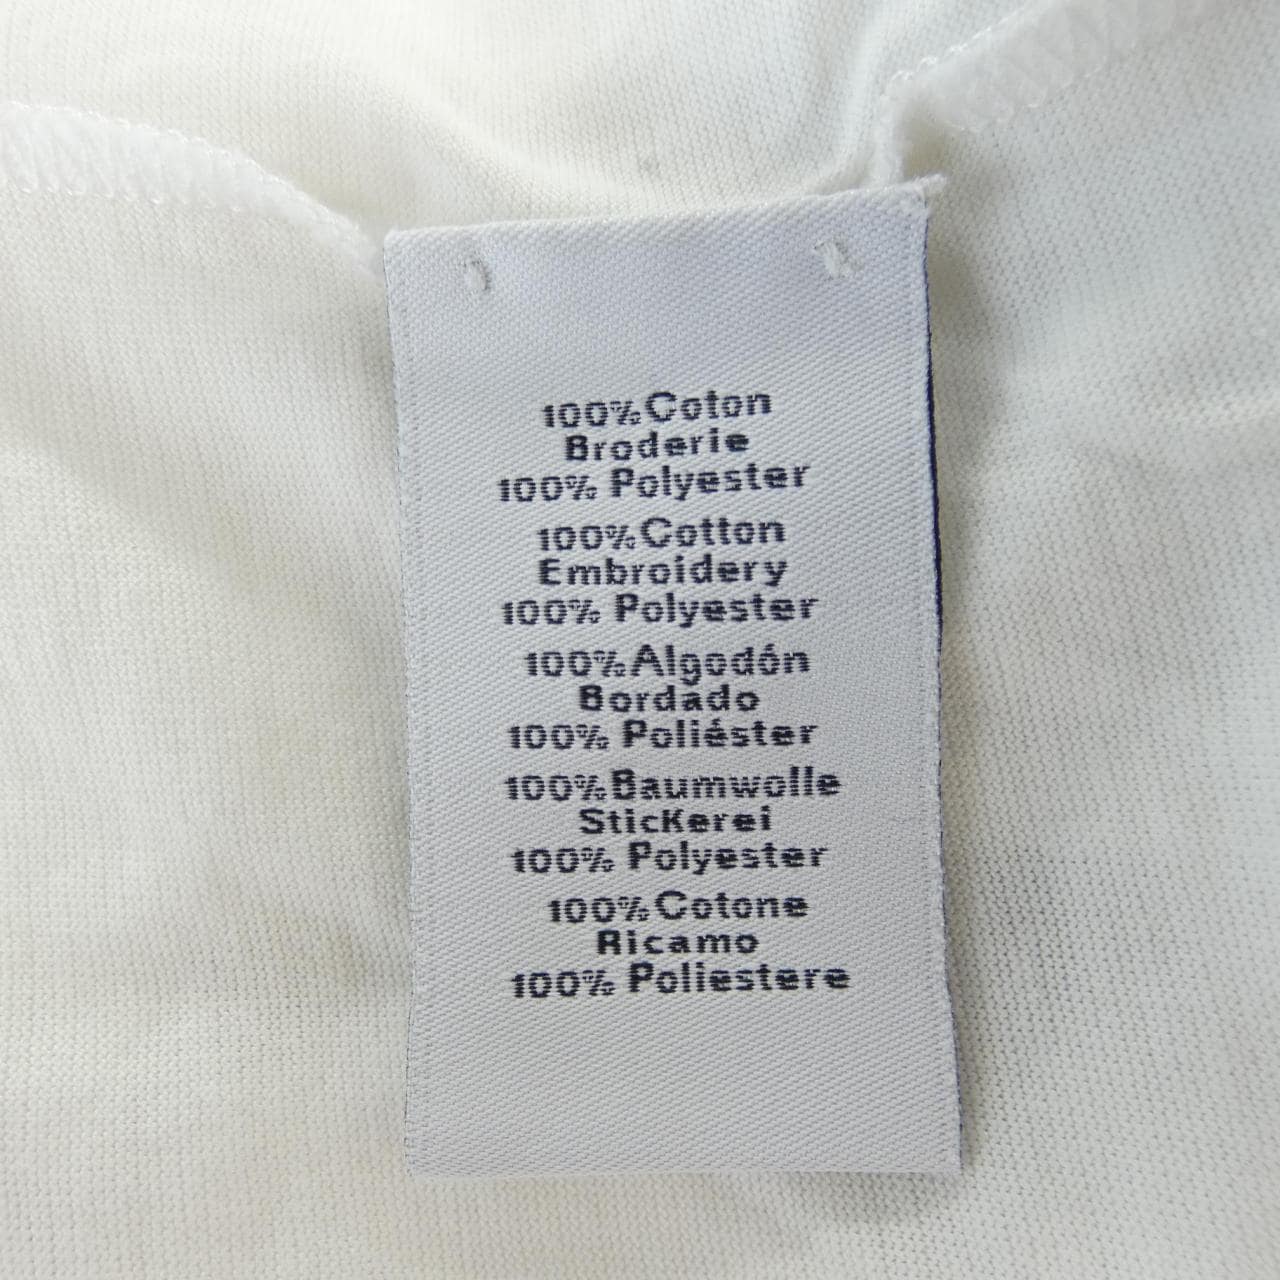 100%Coton
Broderie
100% Polyester
100%Cotton
Embroidery
100% Polyester
100%Algodón
Bordado
100% Poliéster
100%Baumwolle
SticKerei
100% Polyester
100%Cotone
Ricamo
100% Poliestere